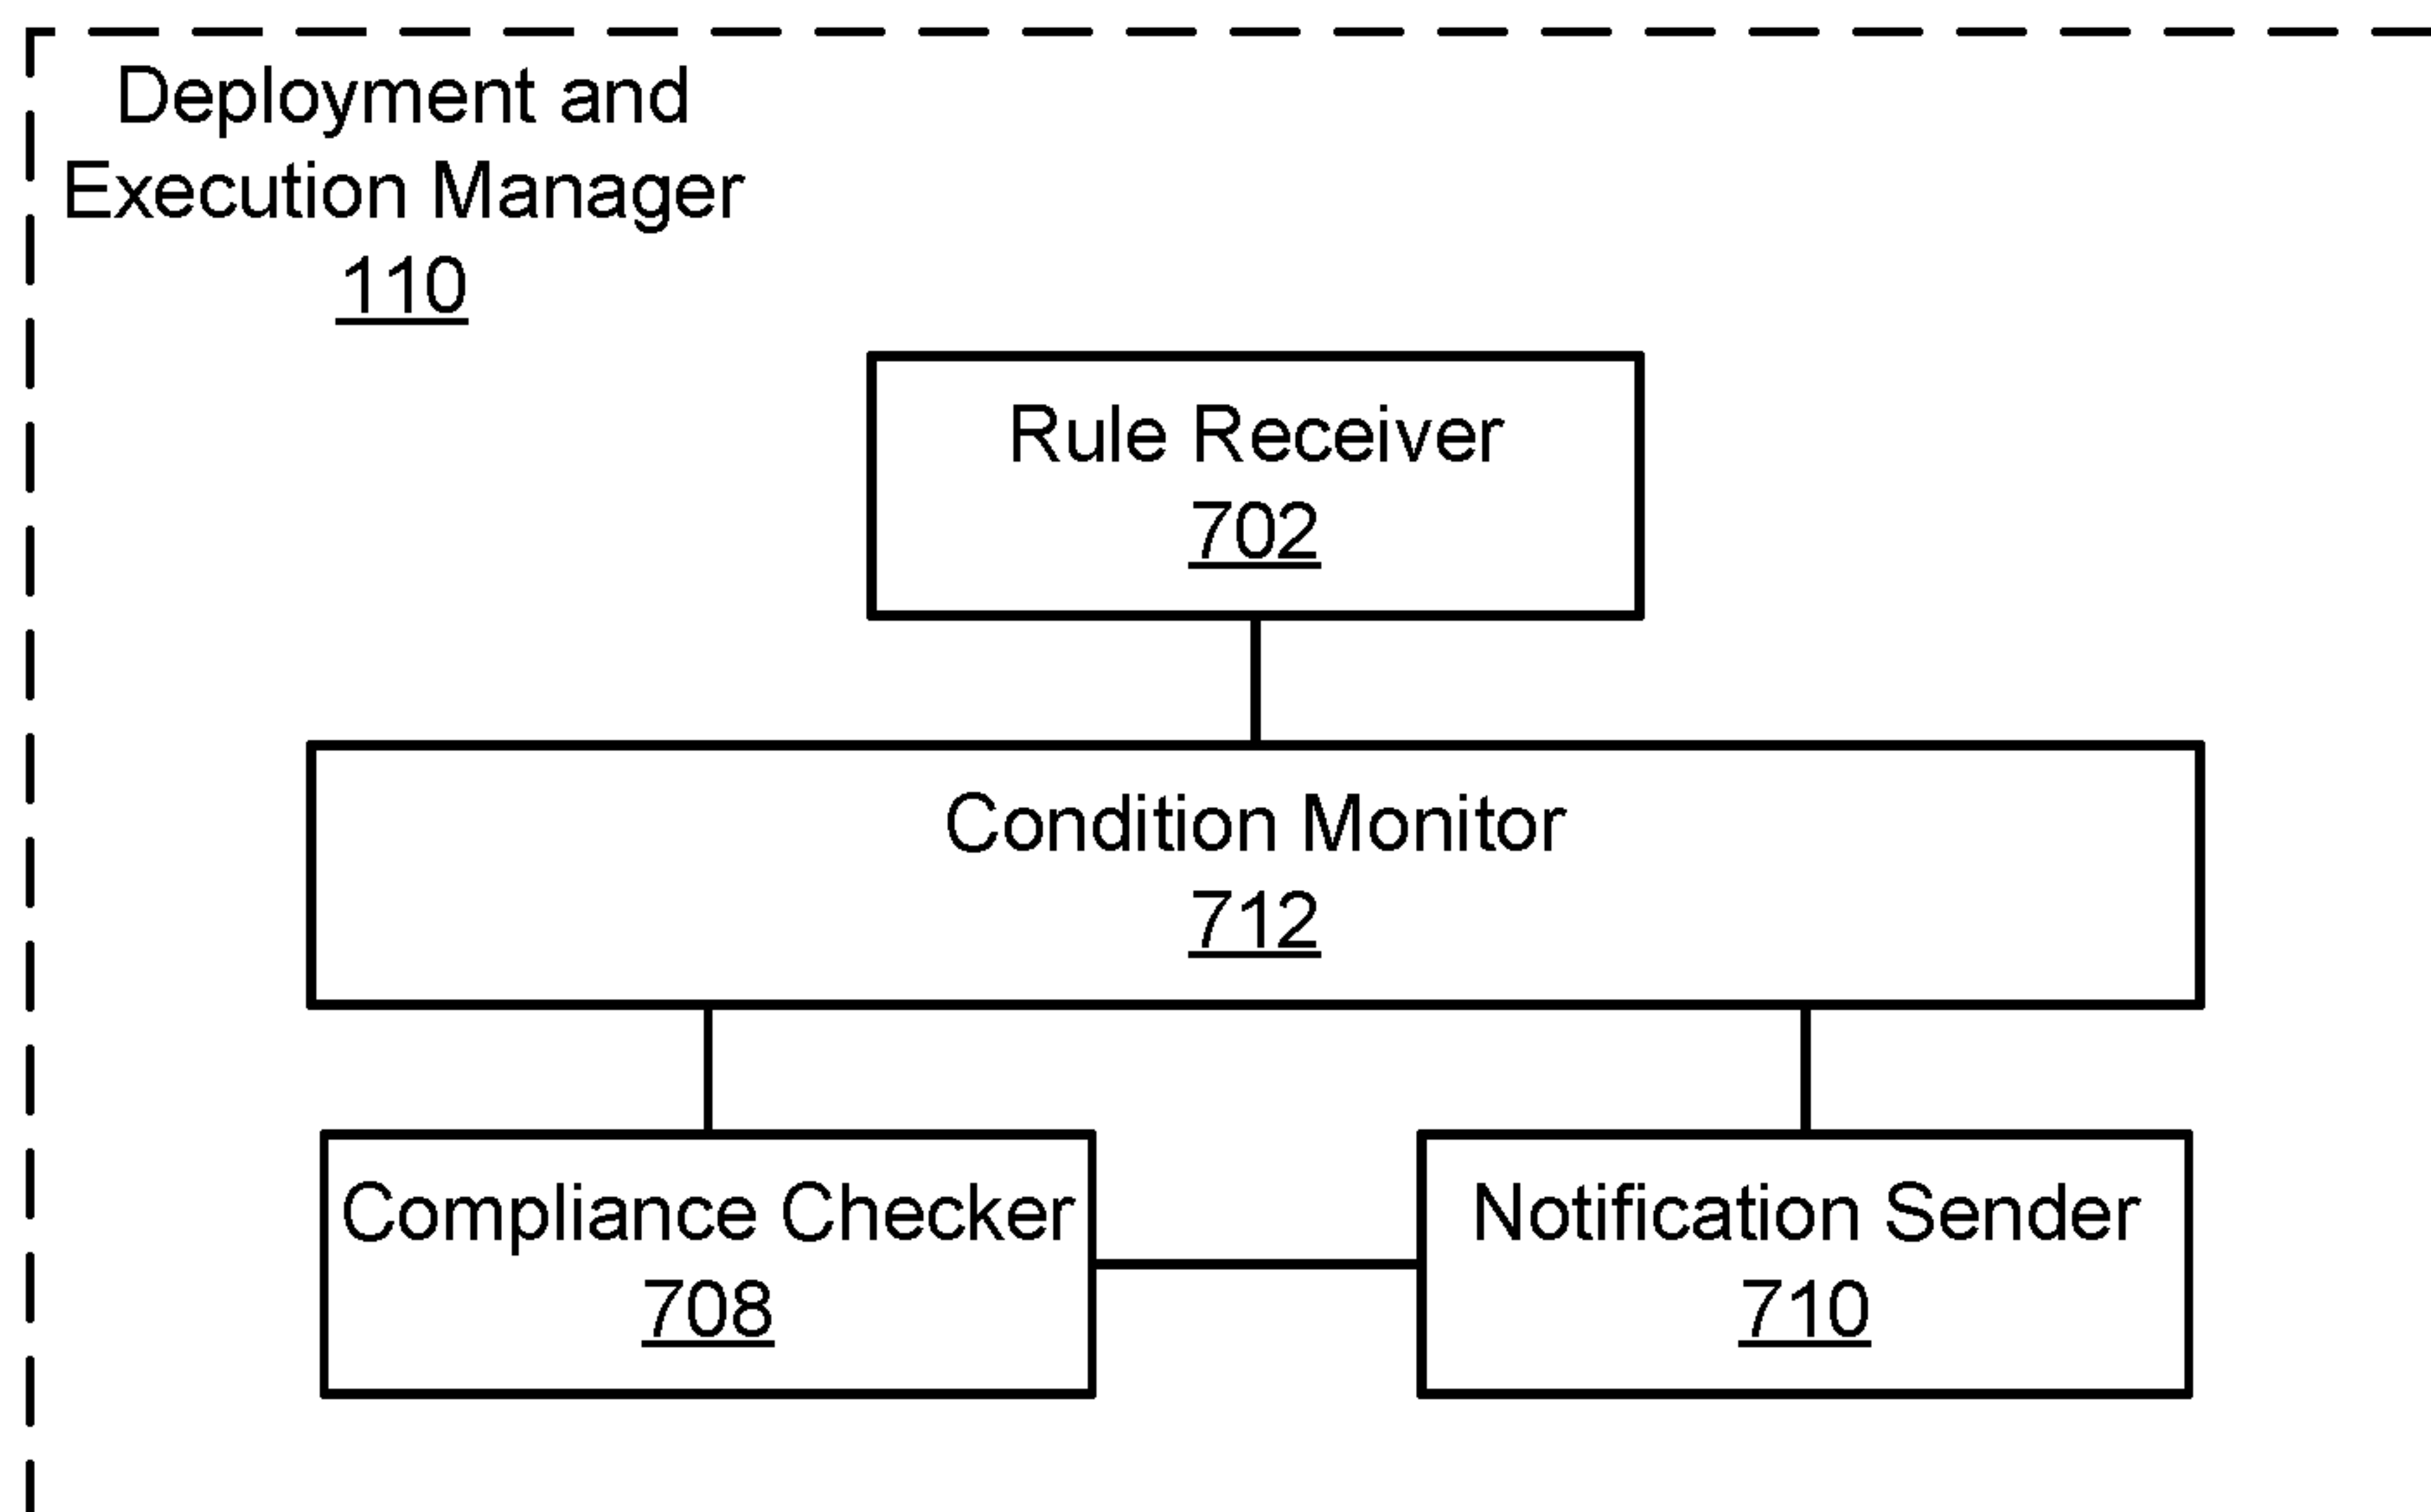 Deployment and
Execution Manager
110
Rule Receiver
702
Condition Monitor
712
Compliance Checker
708
Notification Sender
710